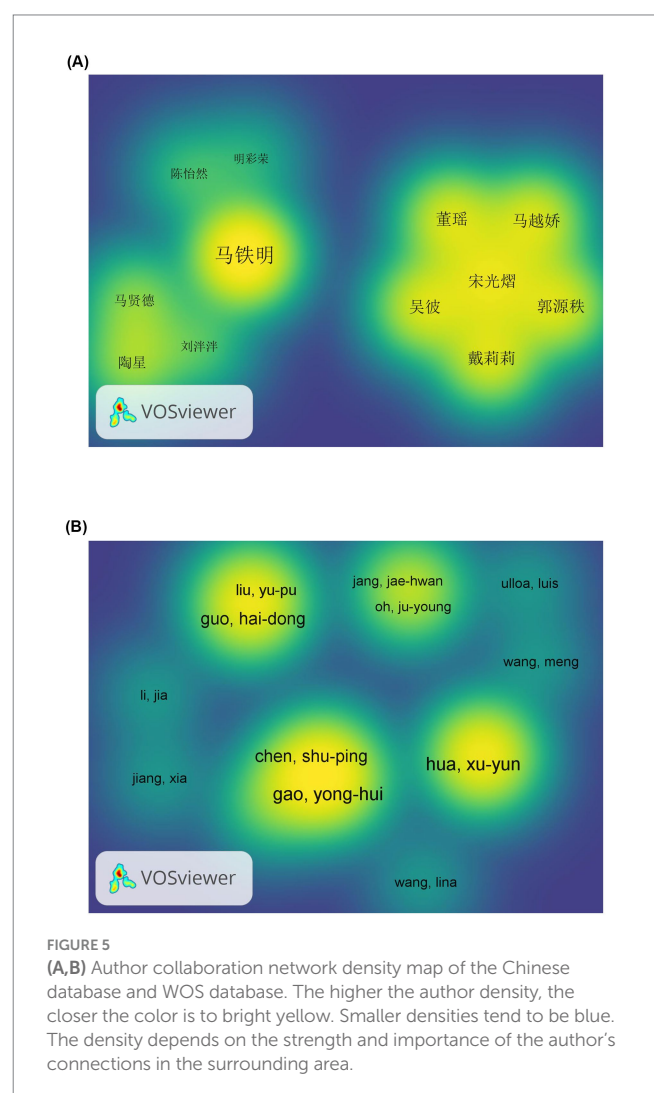 (A)
明彩荣
陈怡然
董瑶
马越娇
马铁明
宋光熠
马贤德
吴彼
郭源秩
刘泮泮
戴莉莉
陶星
VOSviewer
(B)
liu, yu-pu
jang, jae-hwan
ulloa, luis
oh, ju-young
guo, hai-dong
wang, meng
li, jia
chen, shu-ping
hua, xu-yun
jiang, xia
gao, yong-hui
VOSviewer
wang, lina
FIGURE 5
(A,B) Author collaboration network density map of the Chinese
database and WOS database. The higher the author density, the
closer the color is to bright yellow. Smaller densities tend to be blue.
The density depends on the strength and importance of the author’s
connections in the surrounding area.